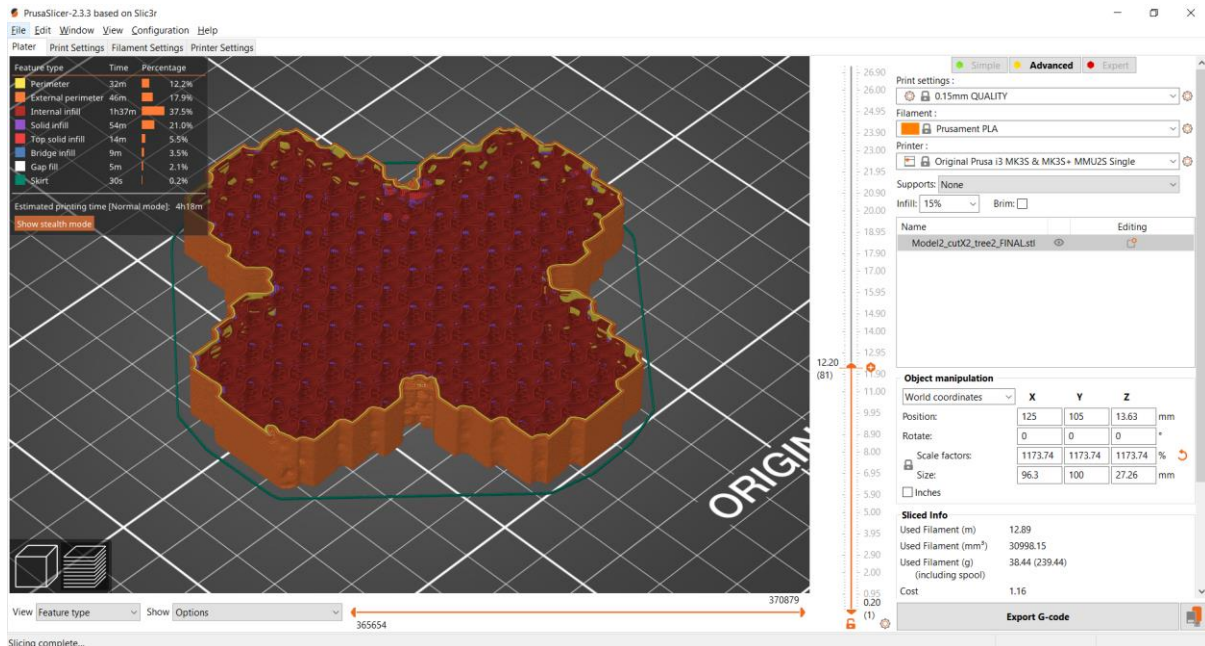 PrusaSlicer-2.3.3 based on Slic3r
File Edit Window View Configuration Help
Plater Print Settings Filament Settings Printer Settings
Feature type Time Percentage
Perimeter 32m 12.2%
External perimeter 46m 17.9%
Internal infill 1h37m 37.5%
Solid infill 54m 21.0%
Top solid infill 14m 5.5%
Bridge infill 9m 3.5%
Gap fill 5m 2.1%
Skirt 30s 0.2%
Estimated printing time [Normal mode]: 4h18m
Show stealth mode
ORIGIN
26.90
26.00
24.95
23.90
22.85
21.95
20.90
20.00
18.95
17.90
17.00
15.95
14.90
14.00
12.95
12.20
(81)
11.90
11.00
9.95
8.90
8.00
6.95
5.90
5.00
3.95
2.90
2.00
0.95
0.20
(1)
View Feature type Show Options
365654
370879
Simple Advanced Expert
Print settings :
0.15mm QUALITY
Filament :
Prusament PLA
Printer :
Original Prusa i3 MK3S & MK3S+ MMU2S Single
Supports: None
Infill: 15% Brim:
Name Editing
Model2_cutX2_tree2_FINAL.stl
Object manipulation
World coordinates X Y Z
Position: 125 105 13.63 mm
Rotate: 0 0 0 °
Scale factors: 1173.74 1173.74 1173.74 %
Size: 96.3 100 27.26 mm
Inches
Sliced Info
Used Filament (m) 12.89
Used Filament (mm³) 30998.15
Used Filament (g) 38.44 (239.44)
(including spool)
Cost 1.16
Export G-code
Slicing complete...